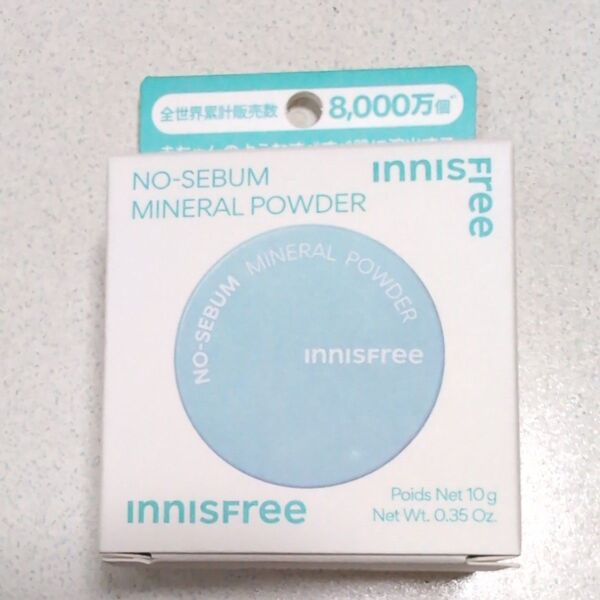 全世界累計販売数 8,000万個
innisFree
NO-SEBUM
MINERAL POWDER
NO-SEBUM MINERAL POWDER
innisFree
innisFree
Poids Net 10 g
Net Wt. 0.35 Oz.